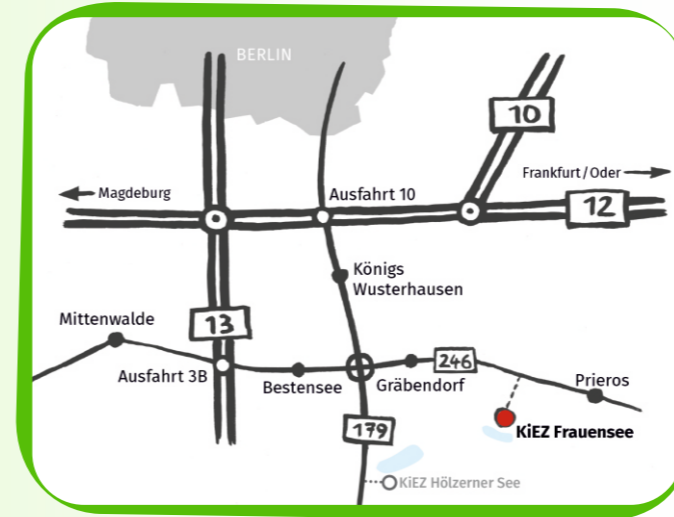 BERLIN
10
Frankfurt/Oder
Magdeburg
Ausfahrt 10
12
Königs
Wusterhausen
Mittenwalde
13
Ausfahrt 3B
Bestensee
Gräbendorf
246
Prieros
179
KiEZ Frauensee
KiEZ Hölzerner See